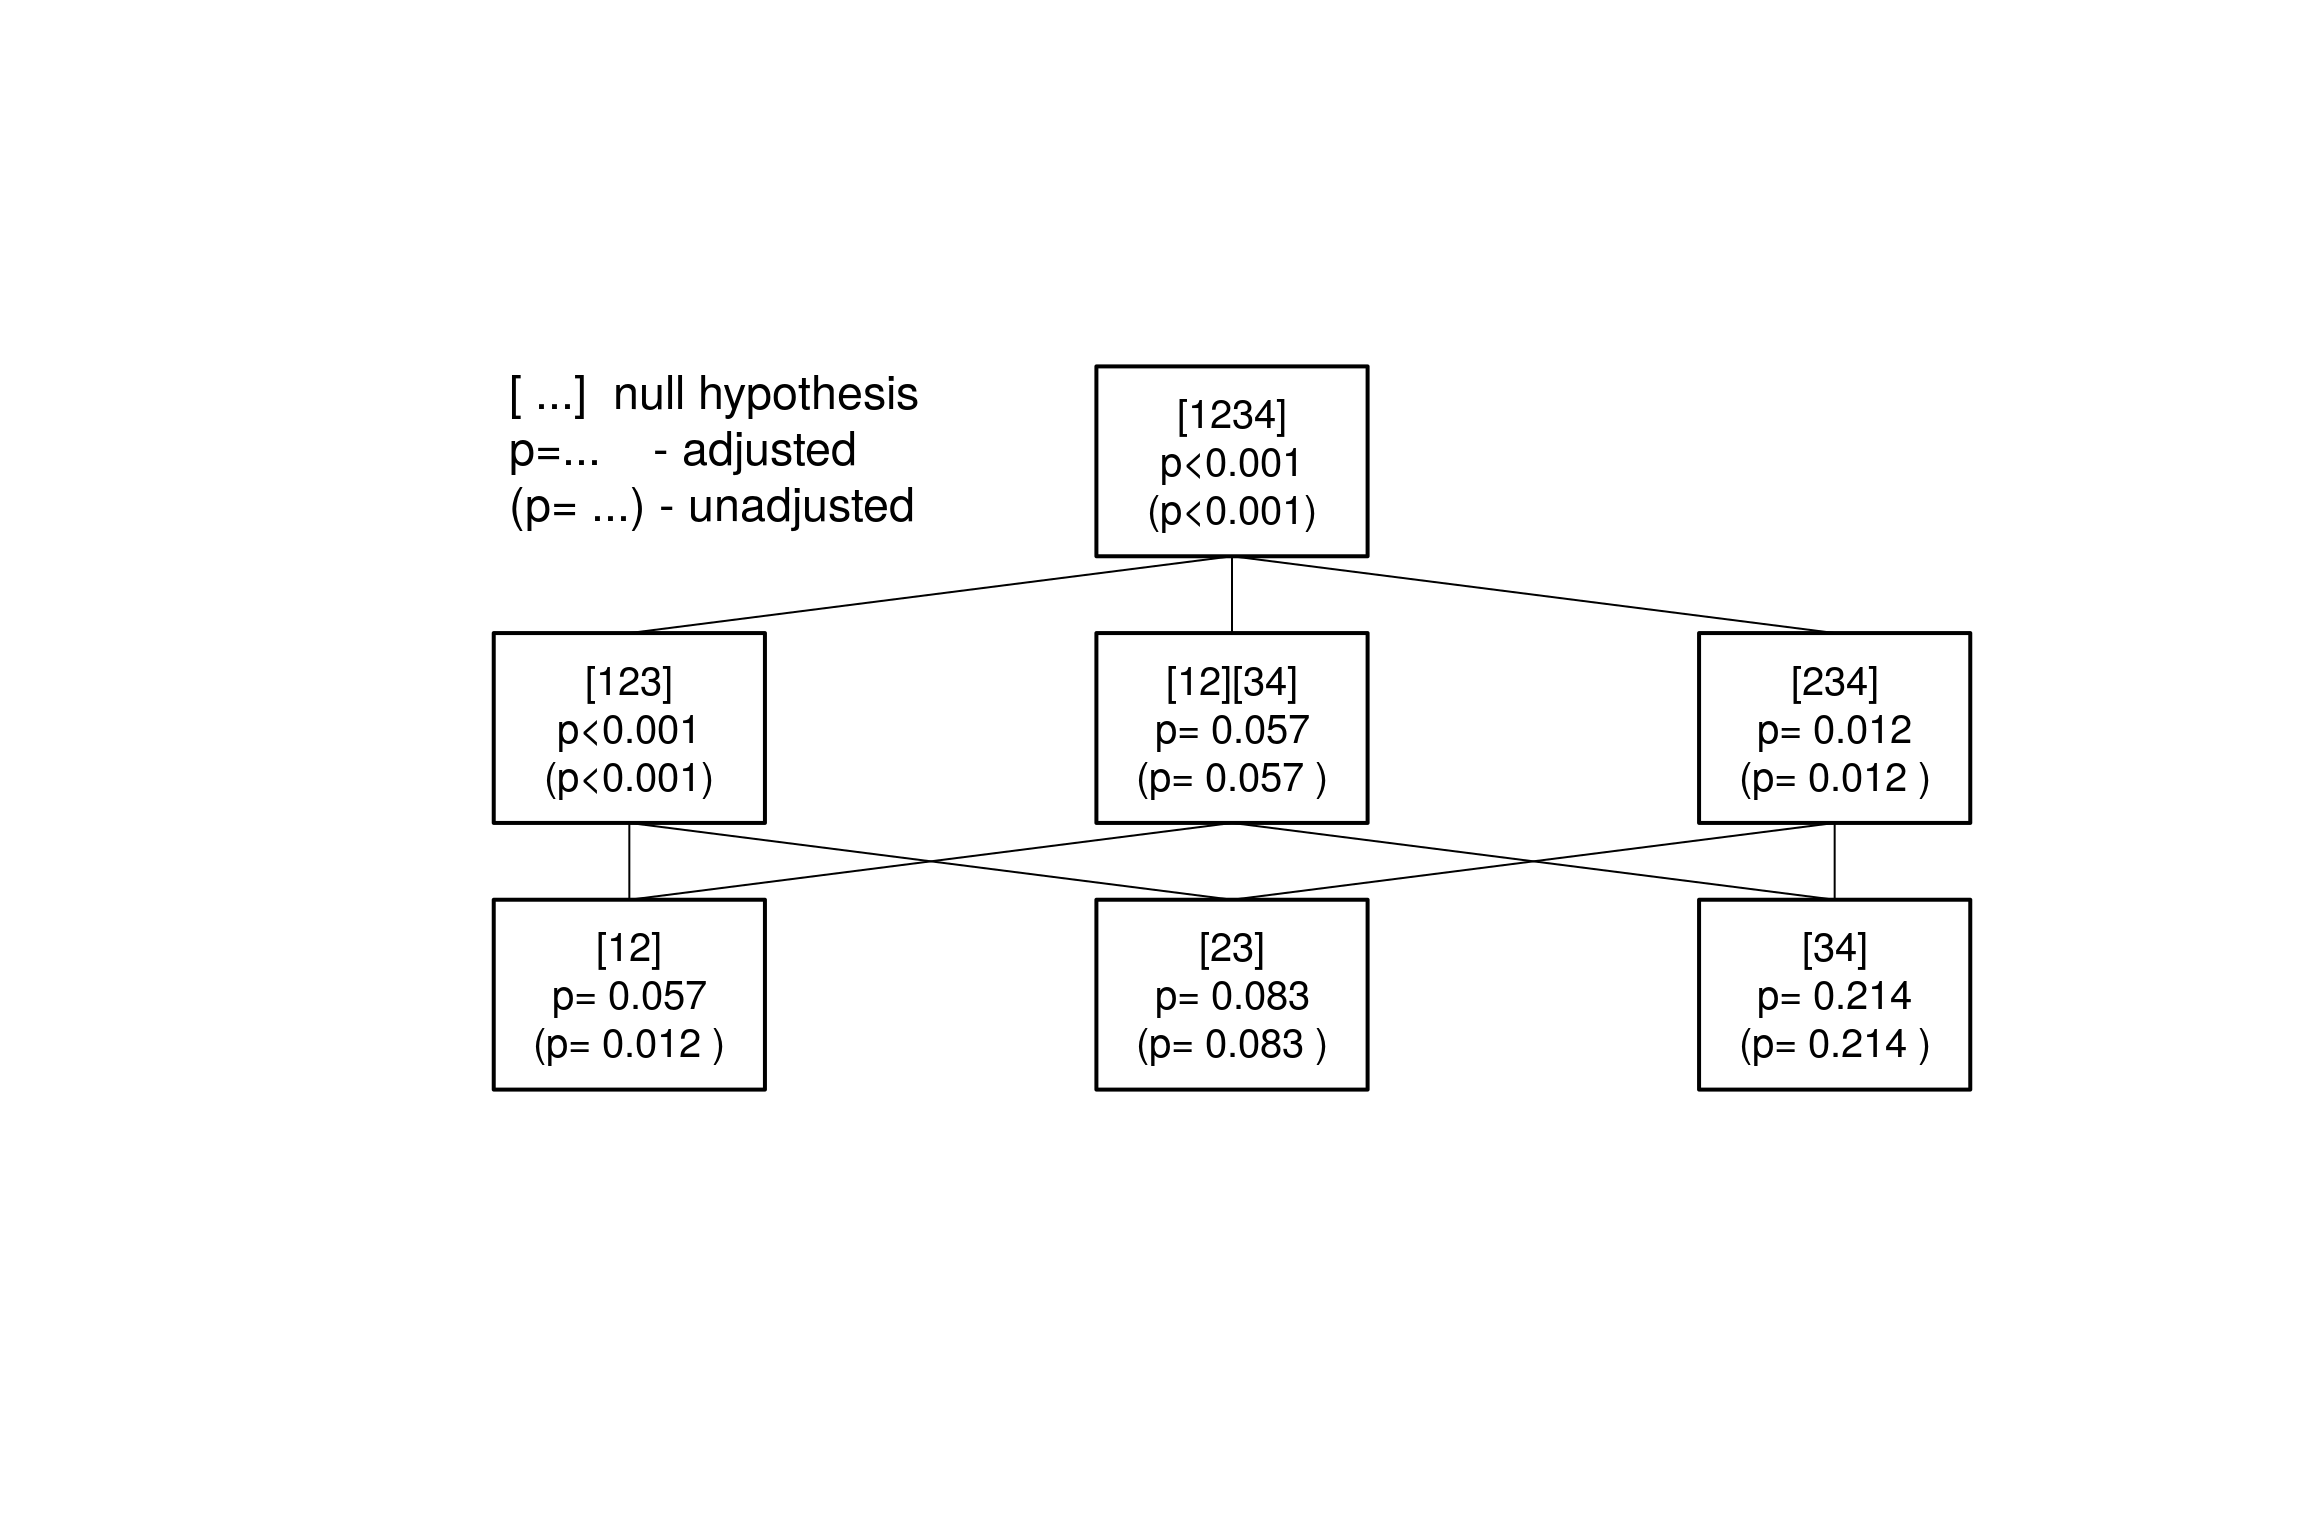 [ ...]  null hypothesis
p=...    - adjusted
(p= ...) - unadjusted
[1234]
p<0.001
(p<0.001)
[123]
p<0.001
(p<0.001)
[12][34]
p= 0.057
(p= 0.057 )
[234]
p= 0.012
(p= 0.012 )
[12]
p= 0.057
(p= 0.012 )
[23]
p= 0.083
(p= 0.083 )
[34]
p= 0.214
(p= 0.214 )